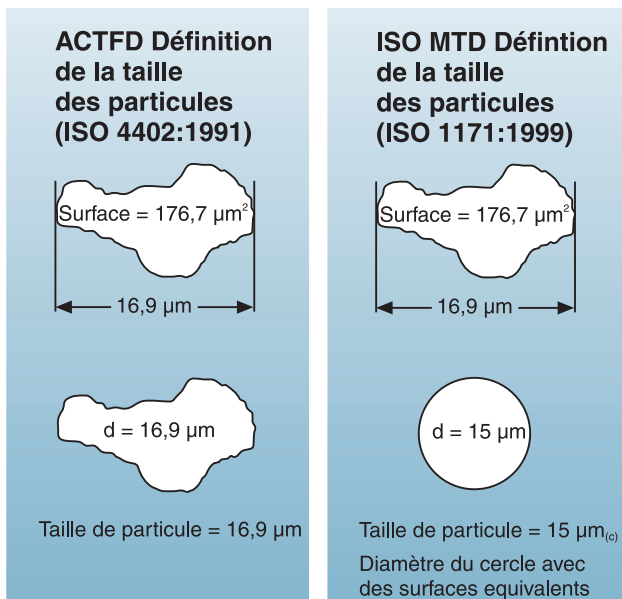 ACTFD Définition
de la taille
des particules
(ISO 4402:1991)
Surface = 176,7 µm²
16,9 µm
d = 16,9 µm
Taille de particule = 16,9 µm
ISO MTD Défintion
de la taille
des particules
(ISO 1171:1999)
Surface = 176,7 µm²
16,9 µm
d = 15 µm
Taille de particule = 15 µm(c)
Diamètre du cercle avec
des surfaces equivalents